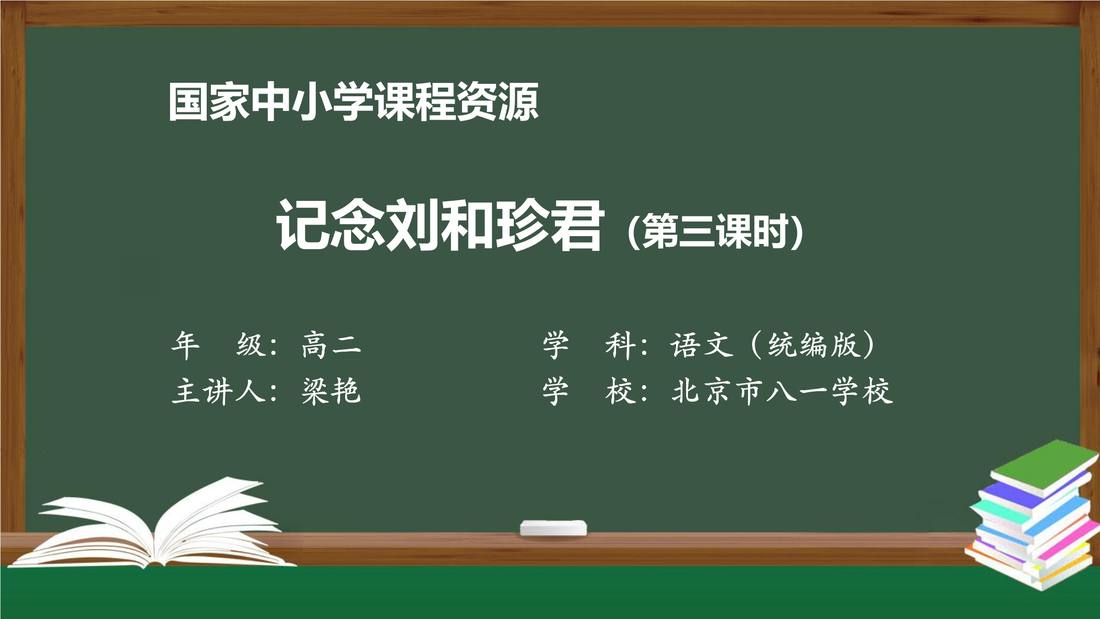 国家中小学课程资源
记念刘和珍君（第三课时）
年　级：高二　学　科：语文（统编版）
主讲人：梁艳　学　校：北京市八一学校